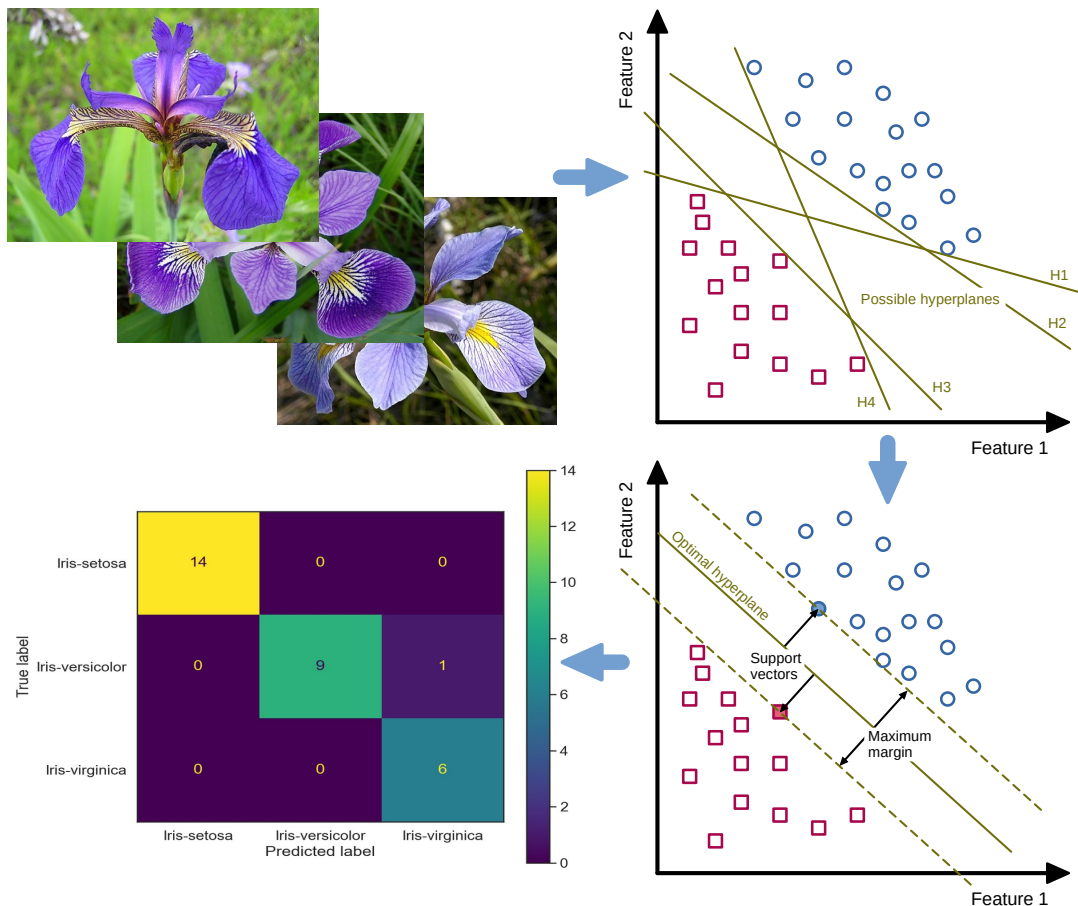 Feature 2
H1
Possible hyperplanes
H2
H3
H4
Feature 1
Feature 2
Optimal hyperplane
Support
vectors
Maximum
margin
Feature 1
14
12
10
8
6
4
2
0
True label
Iris-setosa
14 0 0
Iris-versicolor
0 9 1
Iris-virginica
0 0 6
Iris-setosa Iris-versicolor Iris-virginica
Predicted label